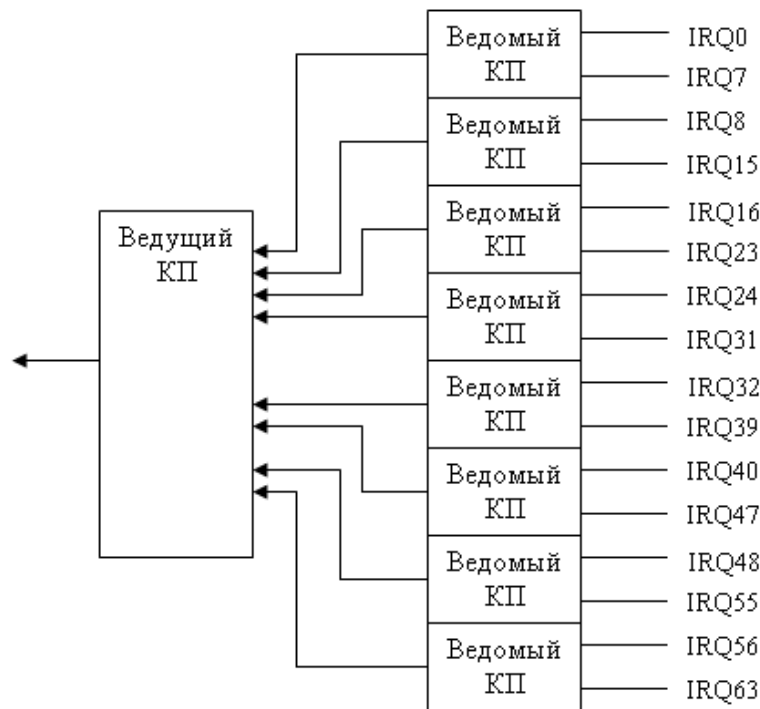 Ведомый
КП
IRQ0
IRQ7
Ведомый
КП
IRQ8
IRQ15
Ведомый
КП
IRQ16
IRQ23
Ведущий
КП
Ведомый
КП
IRQ24
IRQ31
Ведомый
КП
IRQ32
IRQ39
Ведомый
КП
IRQ40
IRQ47
Ведомый
КП
IRQ48
IRQ55
Ведомый
КП
IRQ56
IRQ63